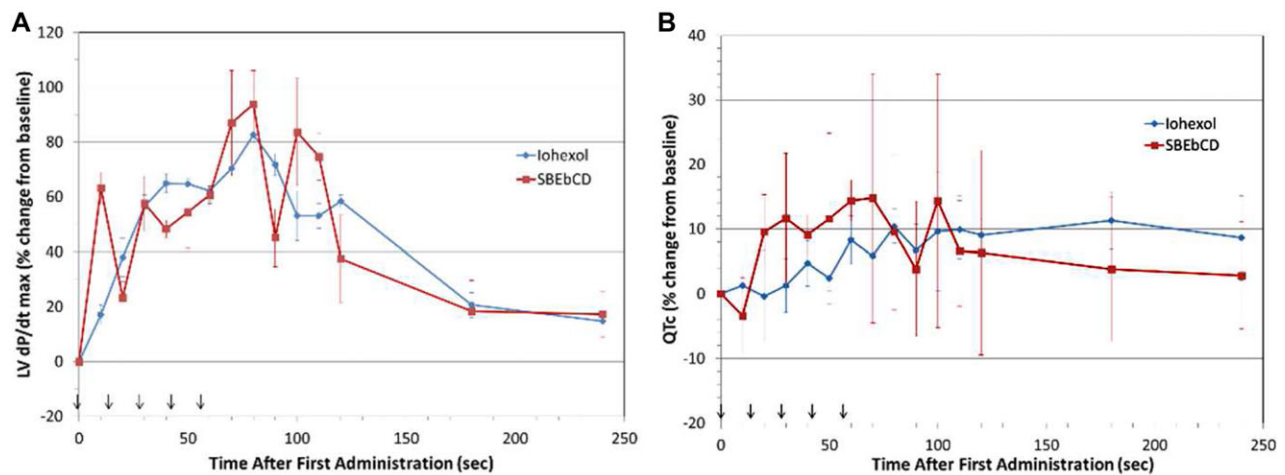 A
LV dP/dt max (% change from baseline)
120
100
80
60
40
20
0
-20
Iohexol
SBEbCD
0
50
100
150
200
250
Time After First Administration (sec)
B
QTc (% change from baseline)
40
30
20
10
0
-10
-20
Iohexol
SBEbCD
0
50
100
150
200
250
Time After First Administration (sec)